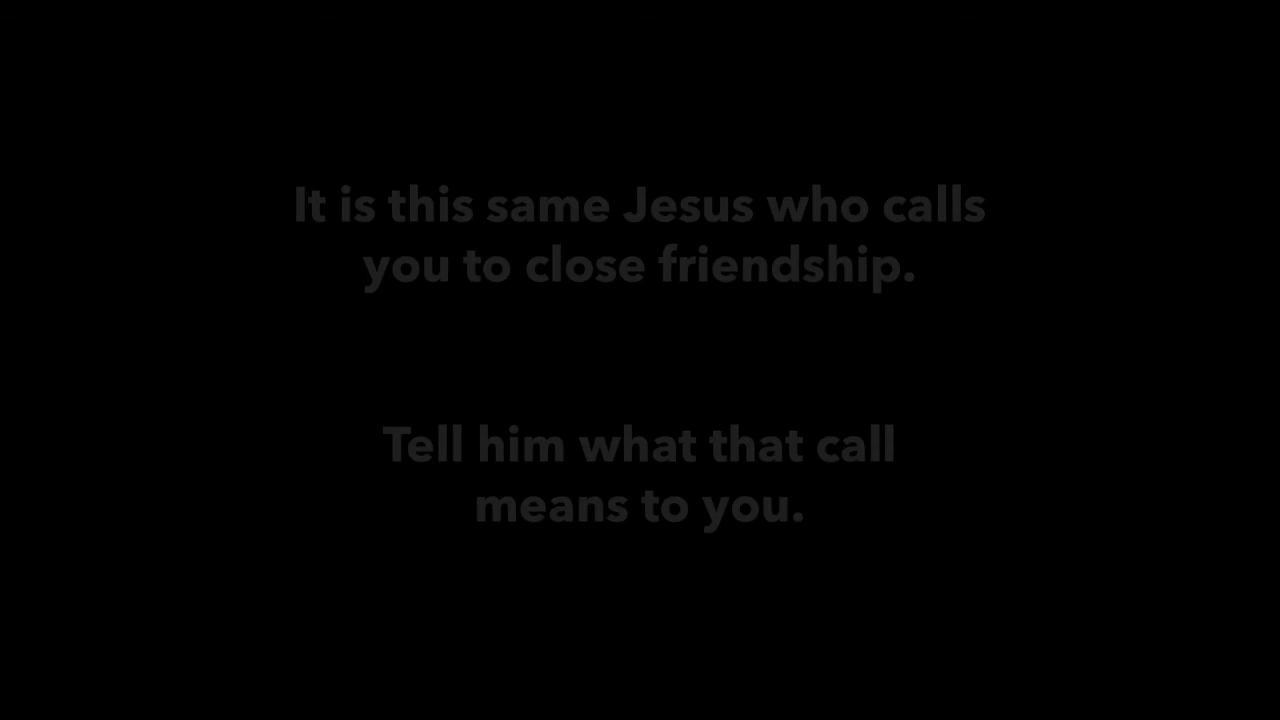 It is this same Jesus who calls
you to close friendship.
Tell him what that call
means to you.